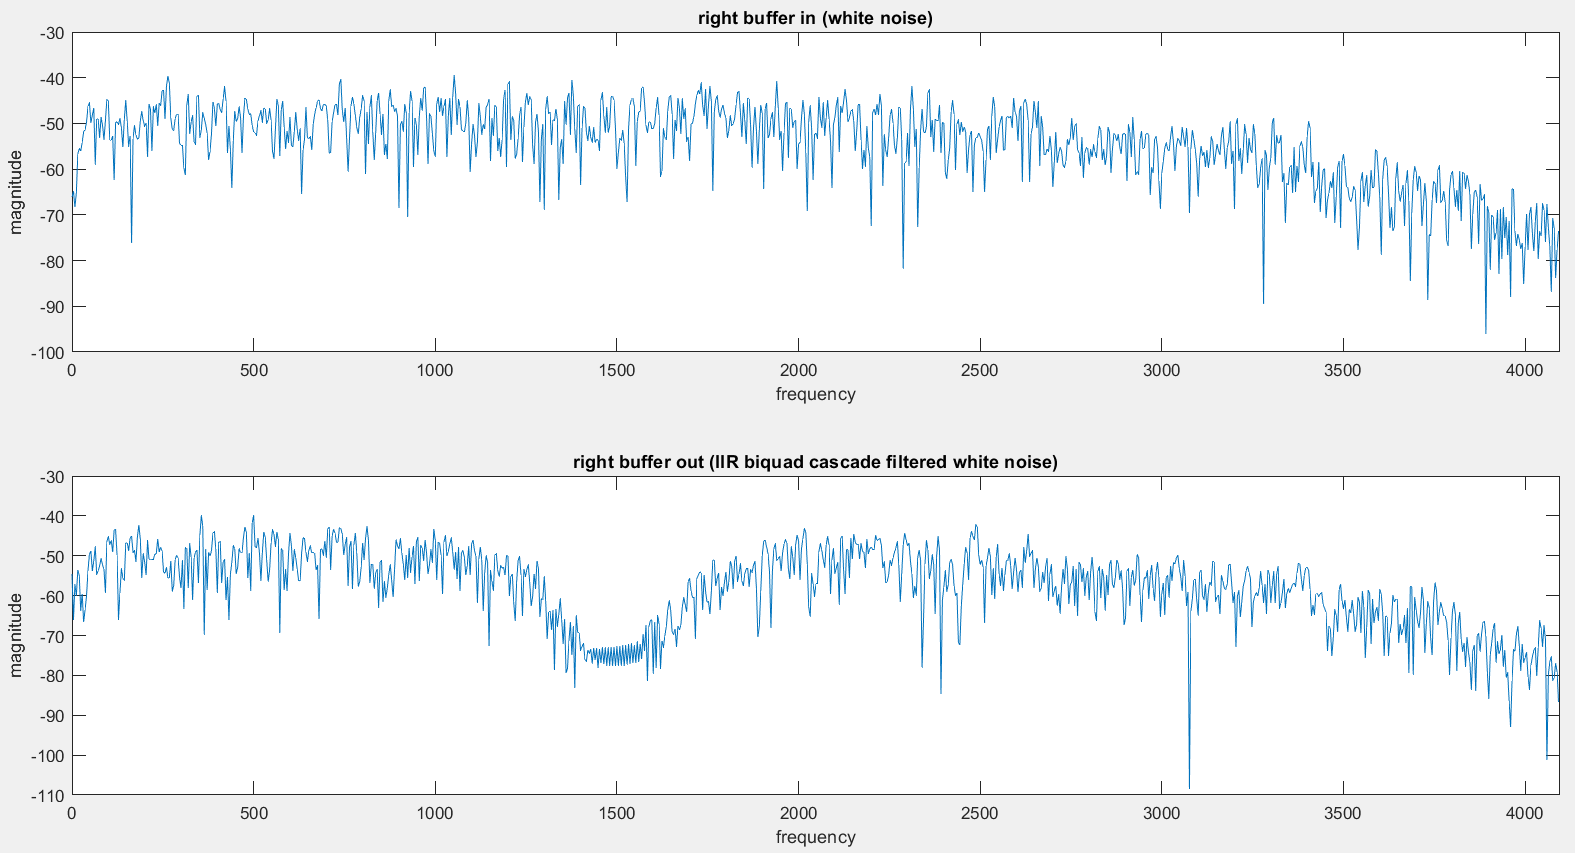 right buffer in (white noise)
-30
-40
-50
-60
-70
-80
-90
-100
magnitude
0 500 1000 1500 2000 2500 3000 3500 4000
frequency
right buffer out (IIR biquad cascade filtered white noise)
-30
-40
-50
-60
-70
-80
-90
-100
-110
magnitude
0 500 1000 1500 2000 2500 3000 3500 4000
frequency